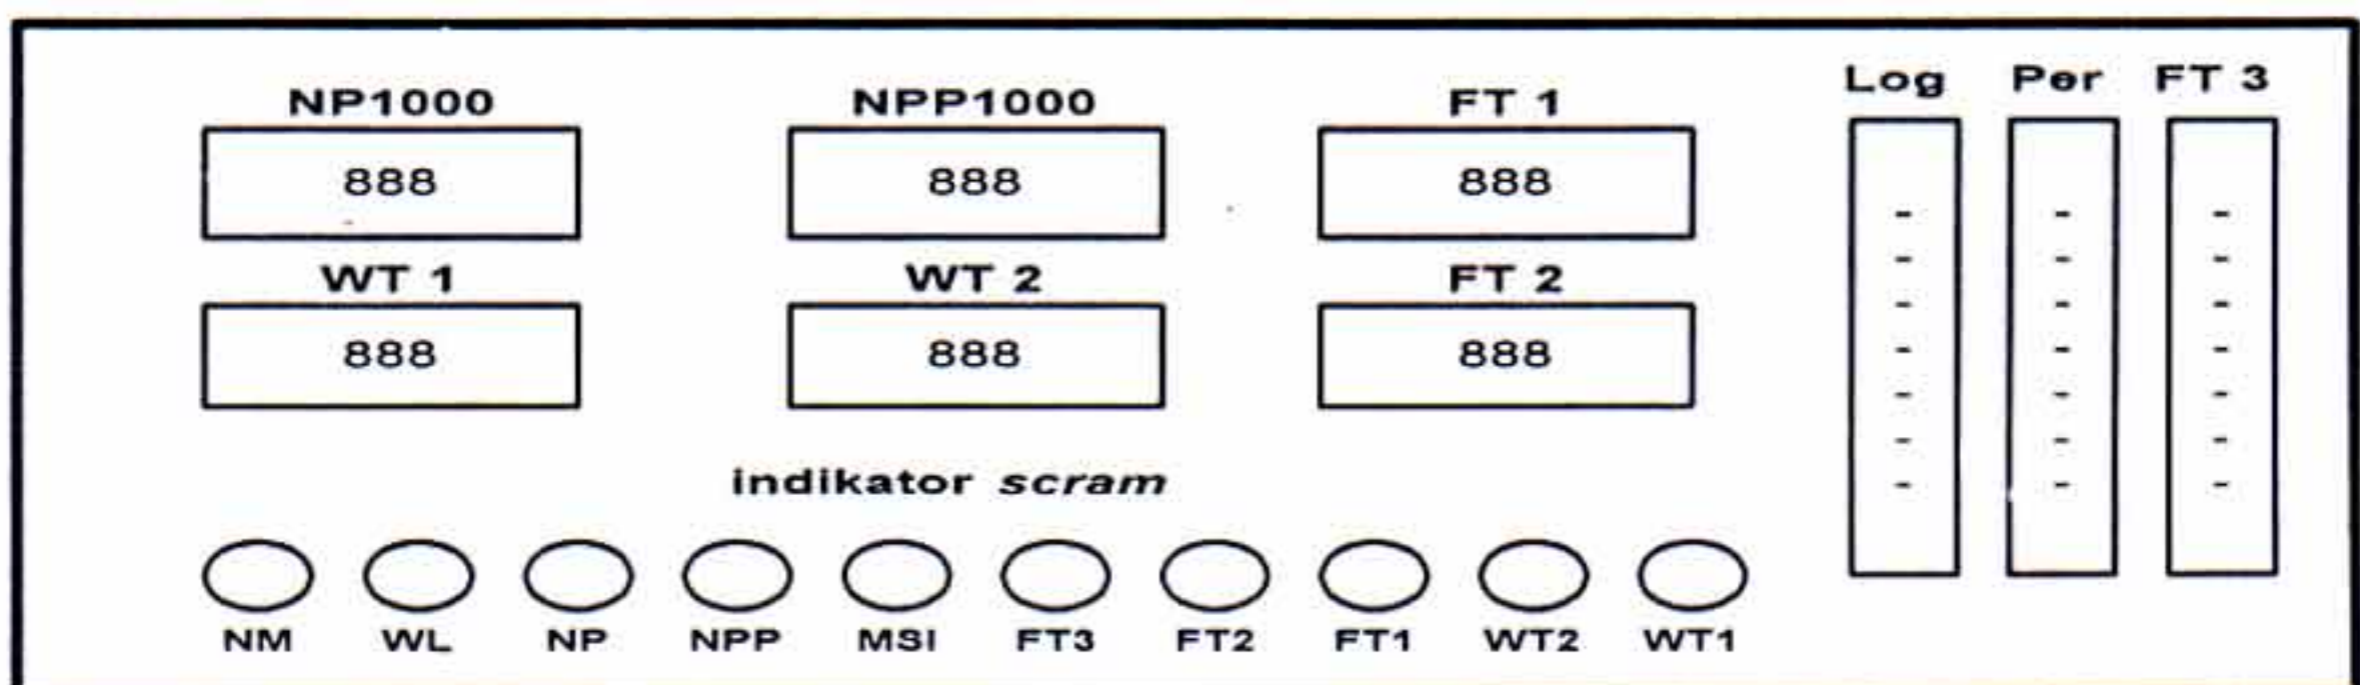 Log Per FT 3
NP1000 NPP1000 FT 1
888 888 888
WT 1 WT 2 FT 2
888 888 888
indikator scram
NM WL NP NPP MSI FT3 FT2 FT1 WT2 WT1